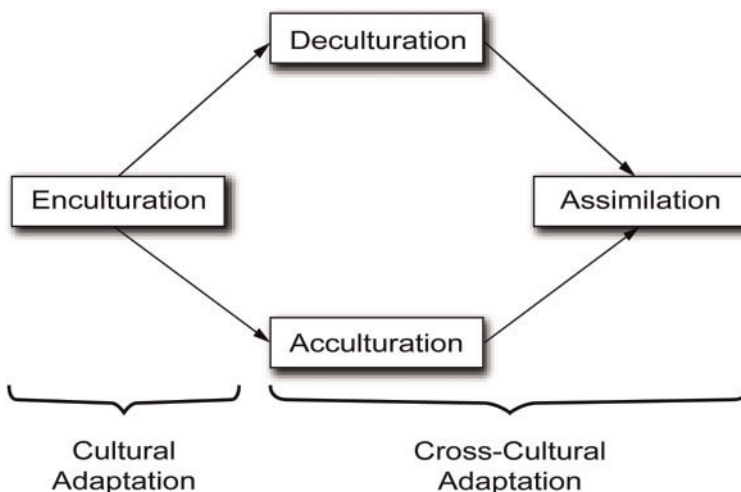 Deculturation
Enculturation
Assimilation
Acculturation
Cultural
Adaptation
Cross-Cultural
Adaptation